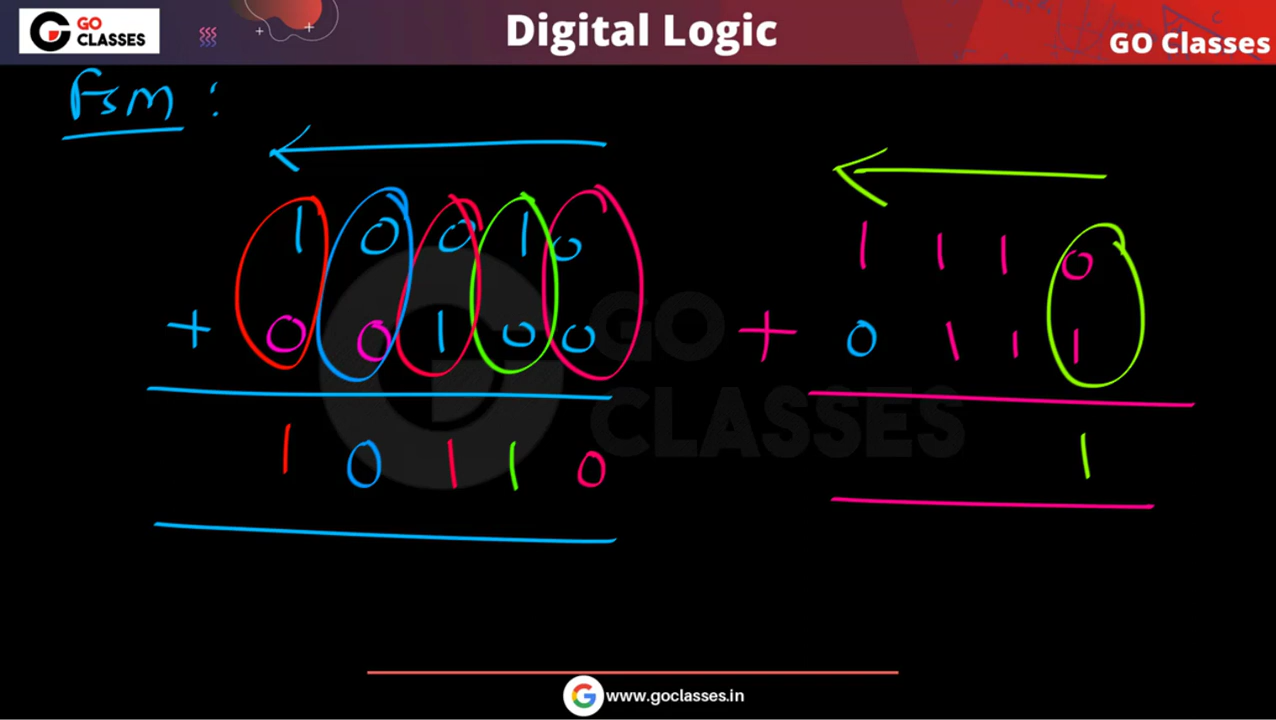 GO
CLASSES
Digital Logic
GO Classes
FSM :
1 0 0 1 0
+ 0 0 1 0 0
1 0 1 1 0
1 1 1 0
+ 0 1 1 1
1
GO
CLASSES
www.goclasses.in